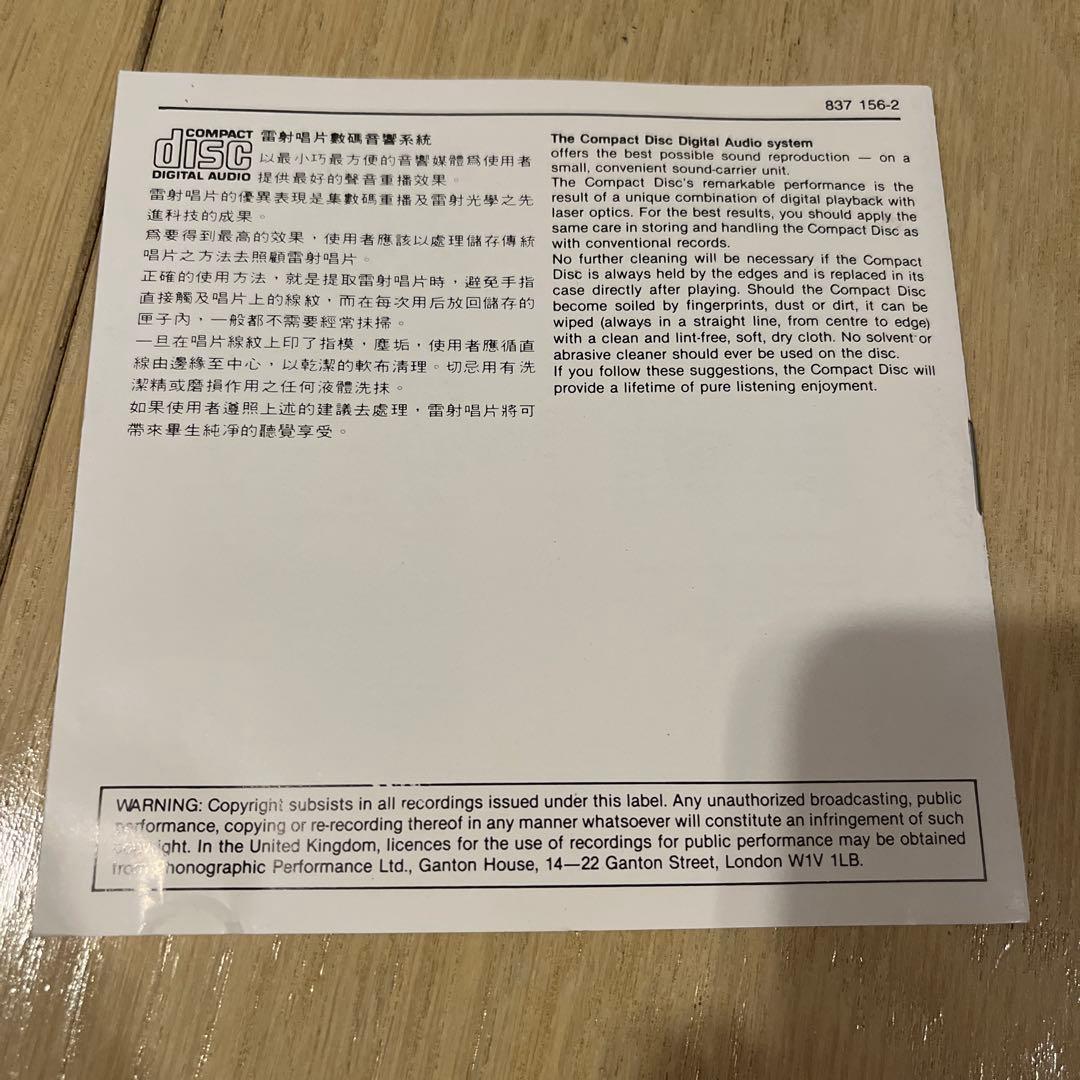 837 156-2
COMPACT
disc
DIGITAL AUDIO
雷射唱片數碼音響系統
以最小巧最方便的音響媒體為使用者
提供最好的聲音重播效果。
雷射唱片的優異表現是集數碼重播及雷射光學之先
進科技的成果。
為要得到最高的效果,使用者應該以處理儲存傳統
唱片之方法去照顧雷射唱片。
正確的使用方法,就是提取雷射唱片時,避免手指
直接觸及唱片上的線紋,而在每次用后放回儲存的
匣子內,一般都不需要經常抹掃。
一旦在唱片線紋上印了指模,塵垢,使用者應循直
線由邊緣至中心,以乾潔的軟布清理。切忌用有洗
潔精或磨損作用之任何液體洗抹。
如果使用者遵照上述的建議去處理,雷射唱片將可
帶來畢生純凈的聽覺享受。
The Compact Disc Digital Audio system
offers the best possible sound reproduction — on a
small, convenient sound-carrier unit.
The Compact Disc's remarkable performance is the
result of a unique combination of digital playback with
laser optics. For the best results, you should apply the
same care in storing and handling the Compact Disc as
with conventional records.
No further cleaning will be necessary if the Compact
Disc is always held by the edges and is replaced in its
case directly after playing. Should the Compact Disc
become soiled by fingerprints, dust or dirt, it can be
wiped (always in a straight line, from centre to edge)
with a clean and lint-free, soft, dry cloth. No solvent or
abrasive cleaner should ever be used on the disc.
If you follow these suggestions, the Compact Disc will
provide a lifetime of pure listening enjoyment.
WARNING: Copyright subsists in all recordings issued under this label. Any unauthorized broadcasting, public
performance, copying or re-recording thereof in any manner whatsoever will constitute an infringement of such
copyright. In the United Kingdom, licences for the use of recordings for public performance may be obtained
from Phonographic Performance Ltd., Ganton House, 14—22 Ganton Street, London W1V 1LB.